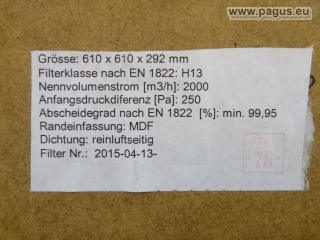 www.pagus.eu
Grösse: 610 x 610 x 292 mm
Filterklasse nach EN 1822: H13
Nennvolumenstrom [m3/h]: 2000
Anfangsdruckdiferenz [Pa]: 250
Abscheidegrad nach EN 1822 [%]: min. 99,95
Randeinfassung: MDF
Dichtung: reinluftseitig
Filter Nr.: 2015-04-13-
78